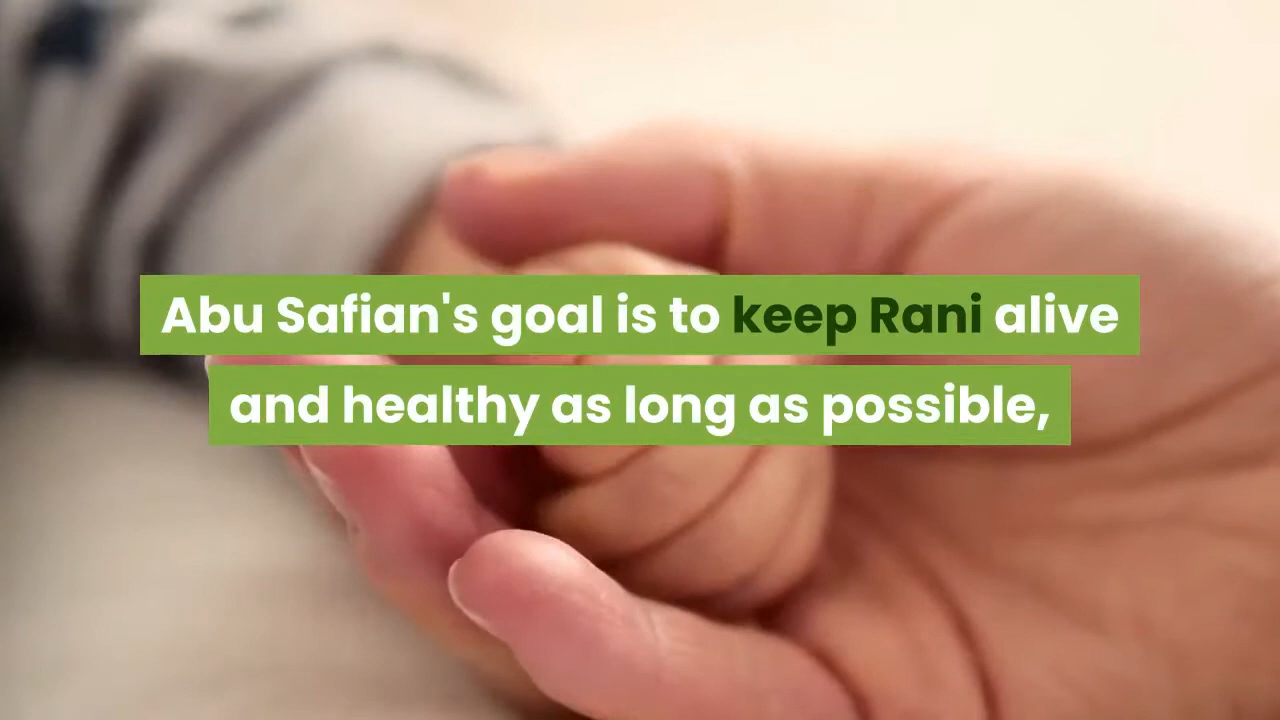 Abu Safian's goal is to keep Rani alive
and healthy as long as possible,